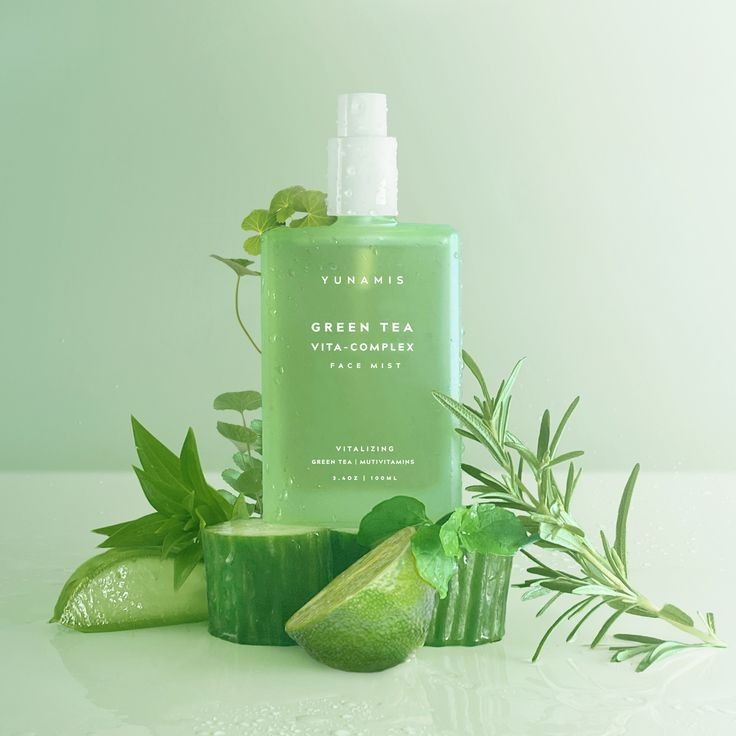 YUNAMIS
GREEN TEA
VITA-COMPLEX
FACE MIST
VITALIZING
GREEN TEA | MUTIVITAMINS
3.4OZ | 100ML